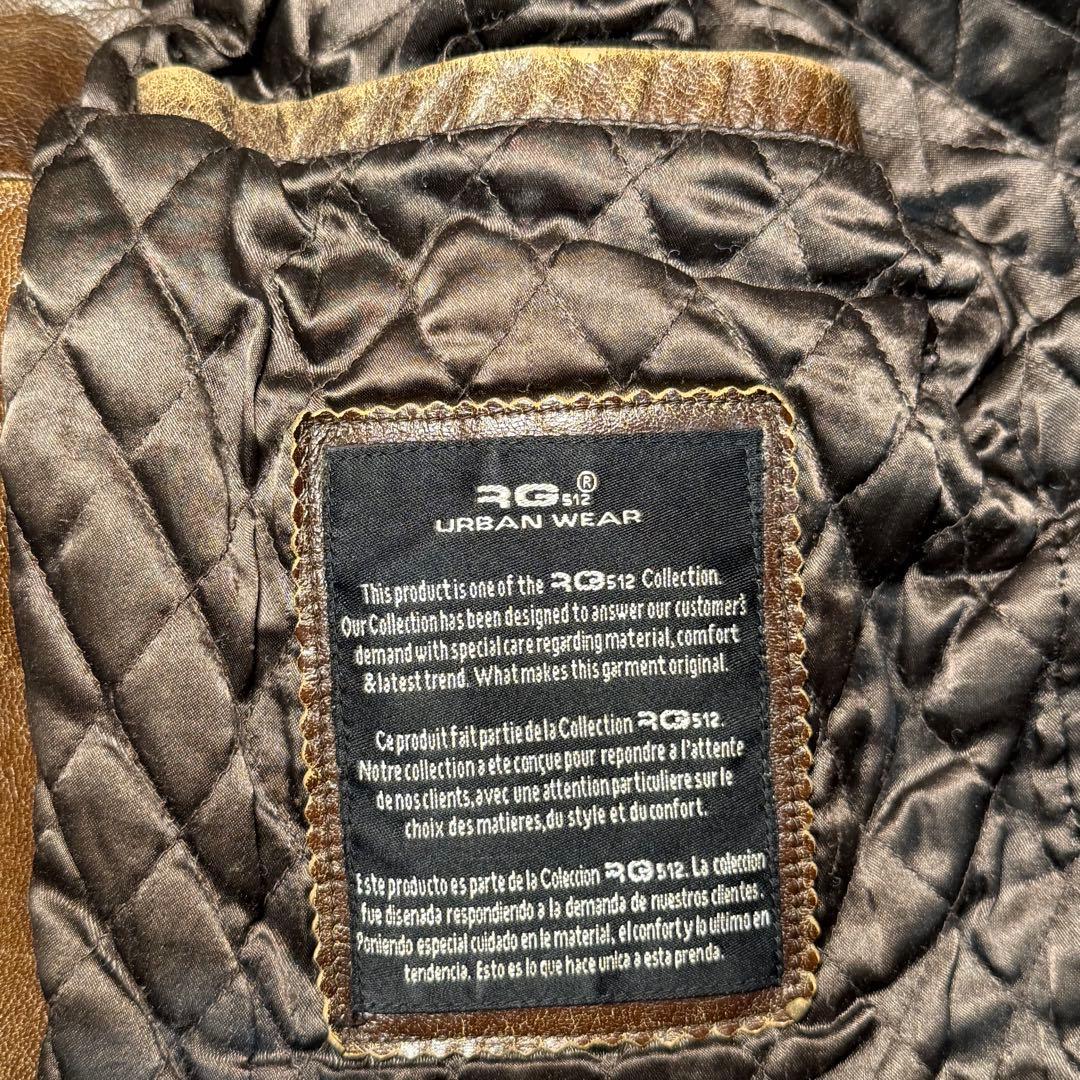 RG512®
URBAN WEAR
This product is one of the RG512 Collection.
Our Collection has been designed to answer our customer's
demand with special care regarding material, comfort
& latest trend. What makes this garment original.
Ce produit fait partie de la Collection RG512.
Notre collection a ete conçue pour repondre a l'attente
de nos clients, avec une attention particuliere sur le
choix des matieres, du style et du confort.
Este producto es parte de la Coleccion RG512. La coleccion
fue disenada respondiendo a la demanda de nuestros clientes.
Poniendo especial cuidado en le material, el confort y lo ultimo en
tendencia. Esto es lo que hace unica a esta prenda.